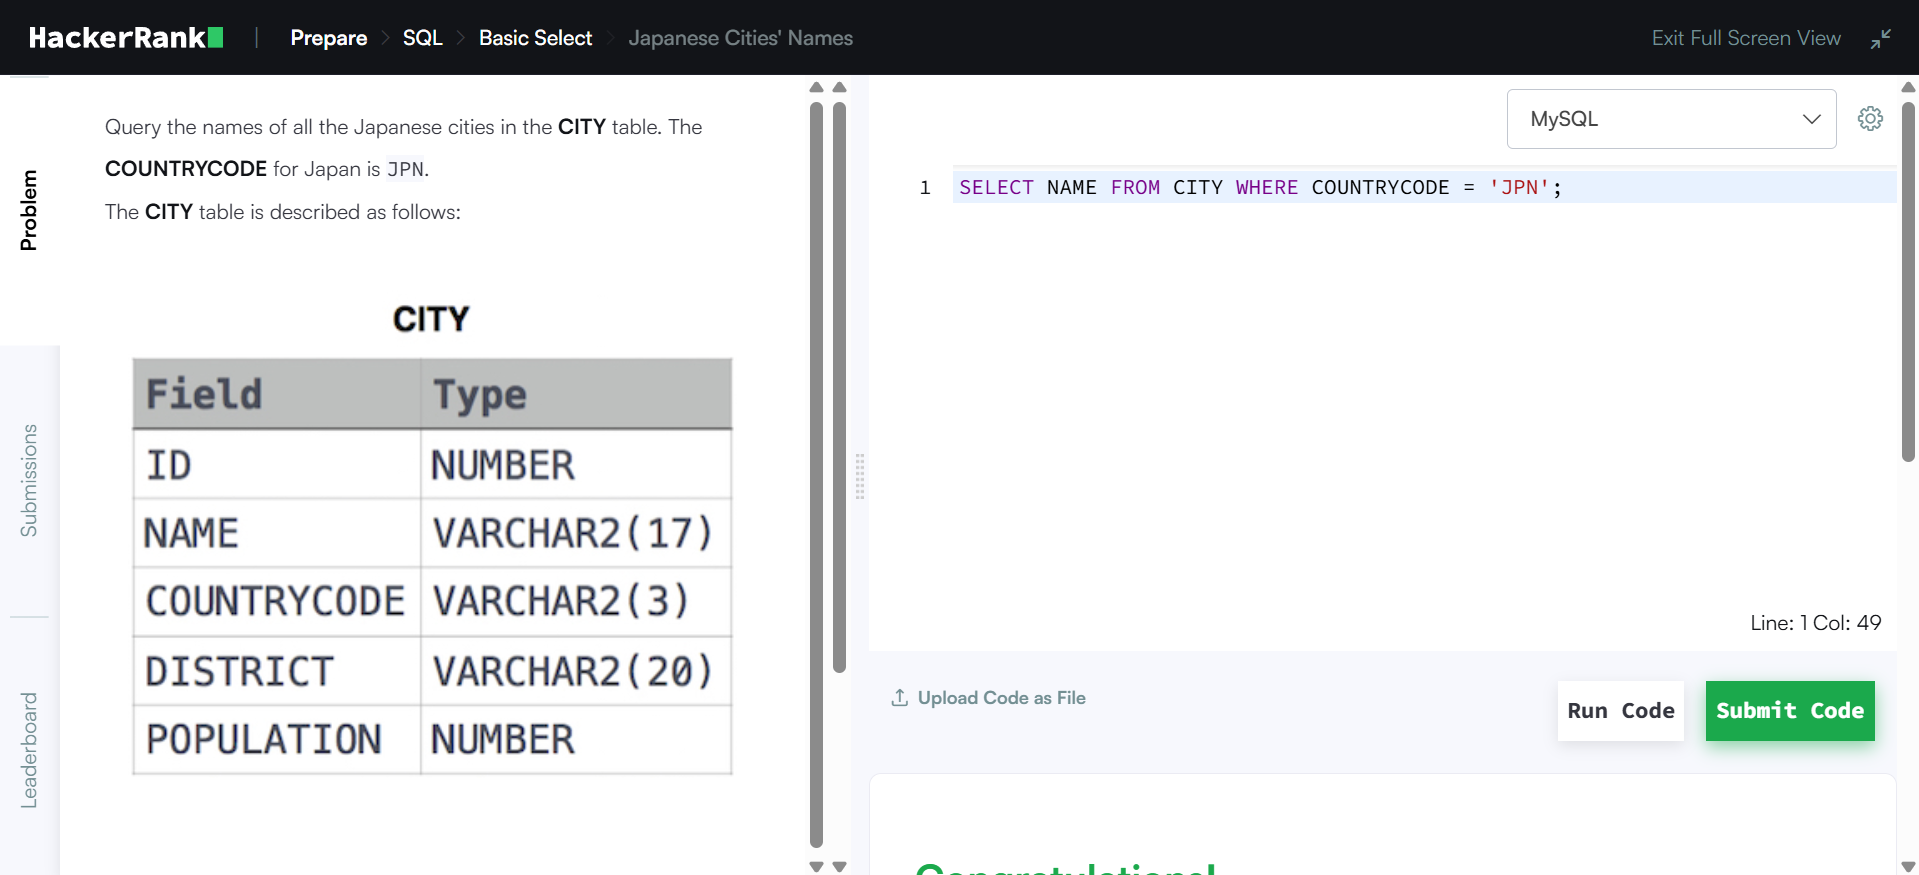 HackerRank | Prepare > SQL > Basic Select > Japanese Cities' Names
Exit Full Screen View
Problem
Submissions
Leaderboard
Query the names of all the Japanese cities in the CITY table. The
COUNTRYCODE for Japan is JPN.
The CITY table is described as follows:
CITY
Field Type
ID NUMBER
NAME VARCHAR2(17)
COUNTRYCODE VARCHAR2(3)
DISTRICT VARCHAR2(20)
POPULATION NUMBER
MySQL
1 SELECT NAME FROM CITY WHERE COUNTRYCODE = 'JPN';
Line: 1 Col: 49
Upload Code as File
Run Code
Submit Code
Congratulations!